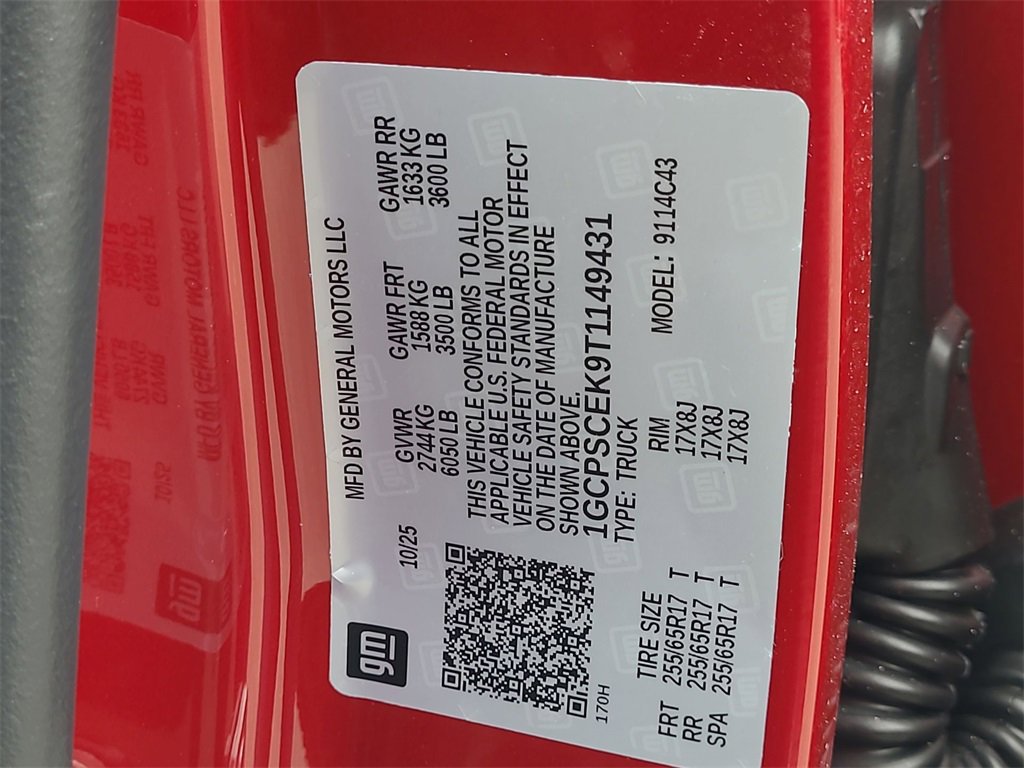 gm
MFD BY GENERAL MOTORS LLC
10/25
GVWR GAWR FRT GAWR RR
2744 KG 1588 KG 1633 KG
6050 LB 3500 LB 3600 LB
THIS VEHICLE CONFORMS TO ALL
APPLICABLE U.S. FEDERAL MOTOR
VEHICLE SAFETY STANDARDS IN EFFECT
ON THE DATE OF MANUFACTURE
SHOWN ABOVE.
1GCPSCEK9T1149431
TYPE: TRUCK MODEL: 9114C43
170H
TIRE SIZE RIM
FRT 255/65R17 T 17X8J
RR 255/65R17 T 17X8J
SPA 255/65R17 T 17X8J